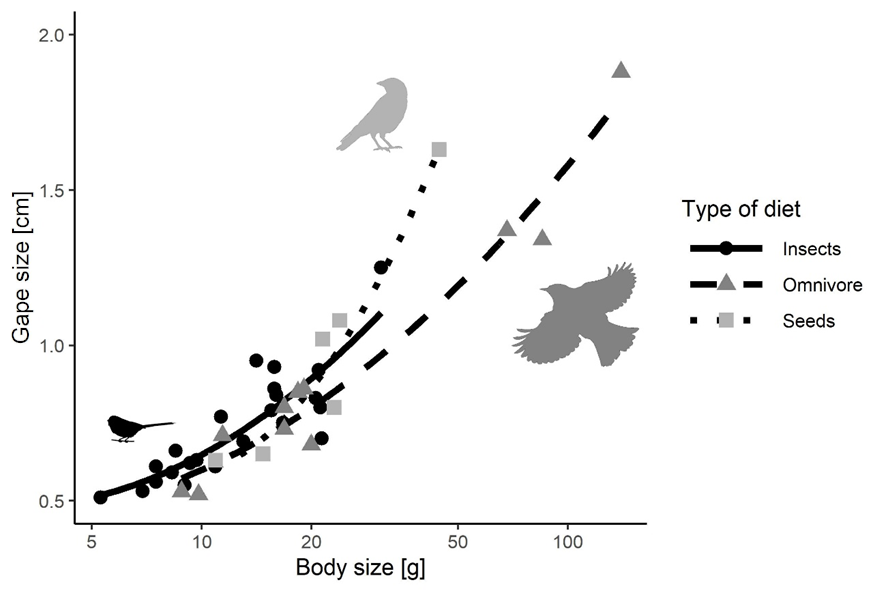 2.0
1.5
1.0
0.5
Gape size [cm]
5 10 20 50 100
Body size [g]
Type of diet
Insects
Omnivore
Seeds